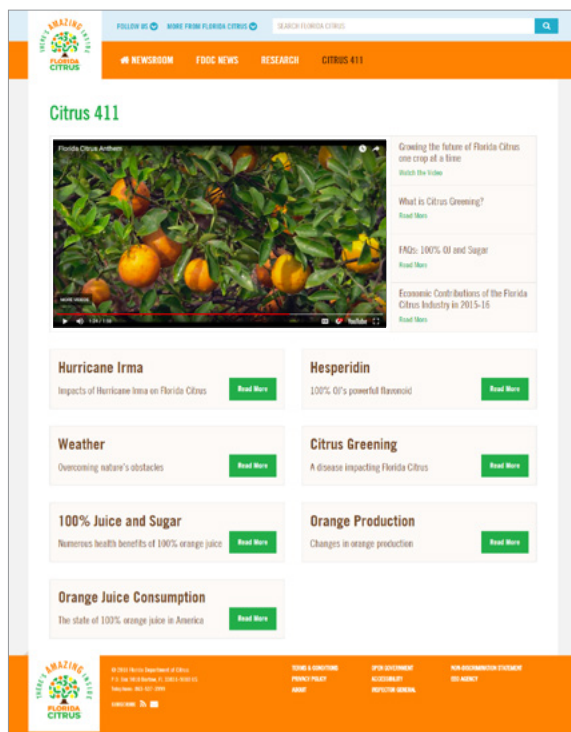 THERE'S AMAZING INSIDE
FLORIDA
CITRUS
FOLLOW US
MORE FROM FLORIDA CITRUS
SEARCH FLORIDA CITRUS
NEWSROOM
FDOC NEWS
RESEARCH
CITRUS 411
Citrus 411
Florida Citrus Anthem
MORE VIDEOS
YouTube
Growing the future of Florida Citrus
one crop at a time
Watch the Video
What is Citrus Greening?
Read More
FAQs: 100% OJ and Sugar
Read More
Economic Contributions of the Florida
Citrus Industry in 2015-16
Read More
Hurricane Irma
Impacts of Hurricane Irma on Florida Citrus
Read More
Hesperidin
100% OJ's powerful flavonoid
Read More
Weather
Overcoming nature's obstacles
Read More
Citrus Greening
A disease impacting Florida Citrus
Read More
100% Juice and Sugar
Numerous health benefits of 100% orange juice
Read More
Orange Production
Changes in orange production
Read More
Orange Juice Consumption
The state of 100% orange juice in America
Read More
THERE'S AMAZING INSIDE
FLORIDA
CITRUS
Florida Department of Citrus
TERMS & CONDITIONS
PRIVACY POLICY
ABOUT
OPEN GOVERNMENT
ACCESSIBILITY
INSPECTOR GENERAL
NON-DISCRIMINATION STATEMENT